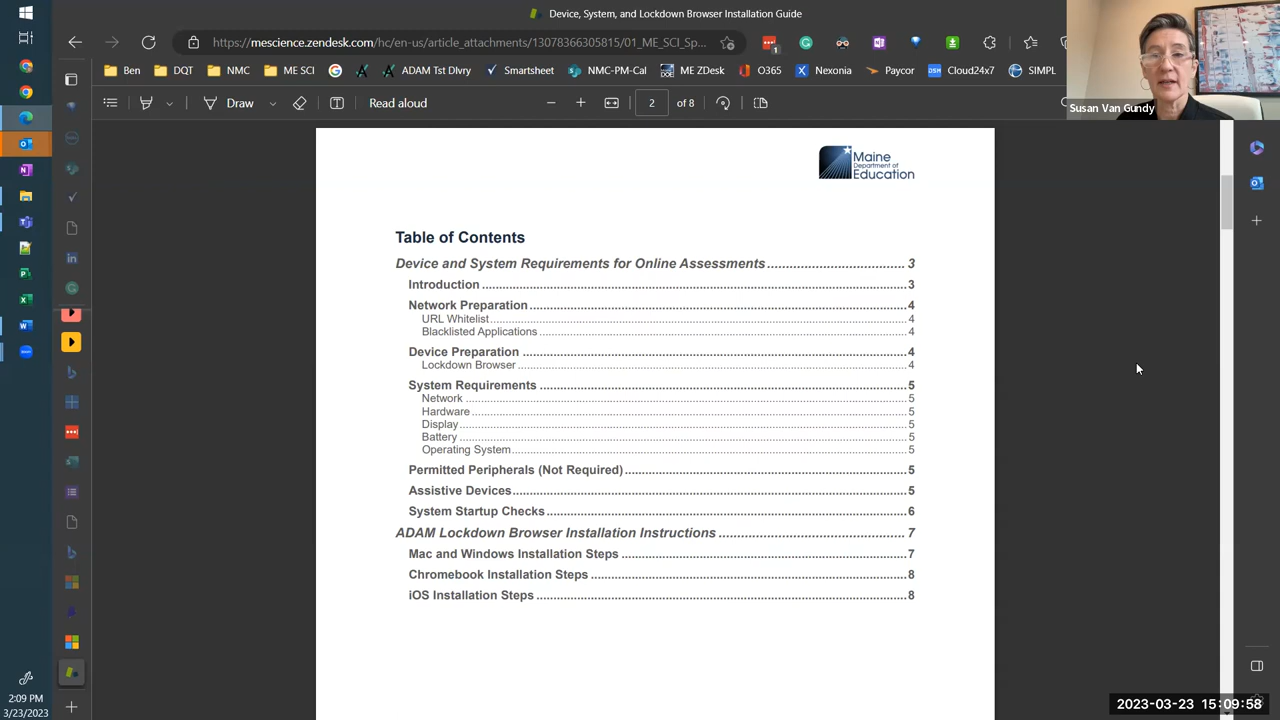 Device, System, and Lockdown Browser Installation Guide
https://mescience.zendesk.com/hc/en-us/article_attachments/13078366305815/01_ME_SCI_Sp...
Ben
DQT
NMC
ME SCI
ADAM Tst Dlvry
NMC-PM-Cal
ME ZDesk
O365
Nexonia
Paycor
Cloud24x7
SIMPL
Draw
Read aloud
2
of 8
Susan Van Gundy
Maine
Department of
Education
Table of Contents
Device and System Requirements for Online Assessments 3
Introduction 3
Network Preparation 4
URL Whitelist 4
Blacklisted Applications 4
Device Preparation 4
Lockdown Browser 4
System Requirements 5
Network 5
Hardware 5
Display 5
Battery 5
Operating System 5
Permitted Peripherals (Not Required) 5
Assistive Devices 5
System Startup Checks 6
ADAM Lockdown Browser Installation Instructions 7
Mac and Windows Installation Steps 7
Chromebook Installation Steps 8
iOS Installation Steps 8
2:09 PM
3/23/2023
2023-03-23 15:09:58